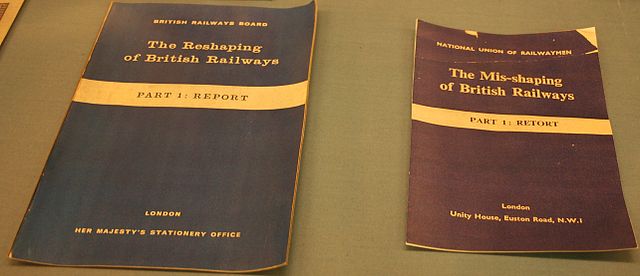 BRITISH RAILWAYS BOARD
The Reshaping
of British Railways
PART 1: REPORT
LONDON
HER MAJESTY'S STATIONERY OFFICE
NATIONAL UNION OF RAILWAYMEN
The Mis-shaping
of British Railways
PART 1: RETORT
London
Unity House, Euston Road, N.W.1